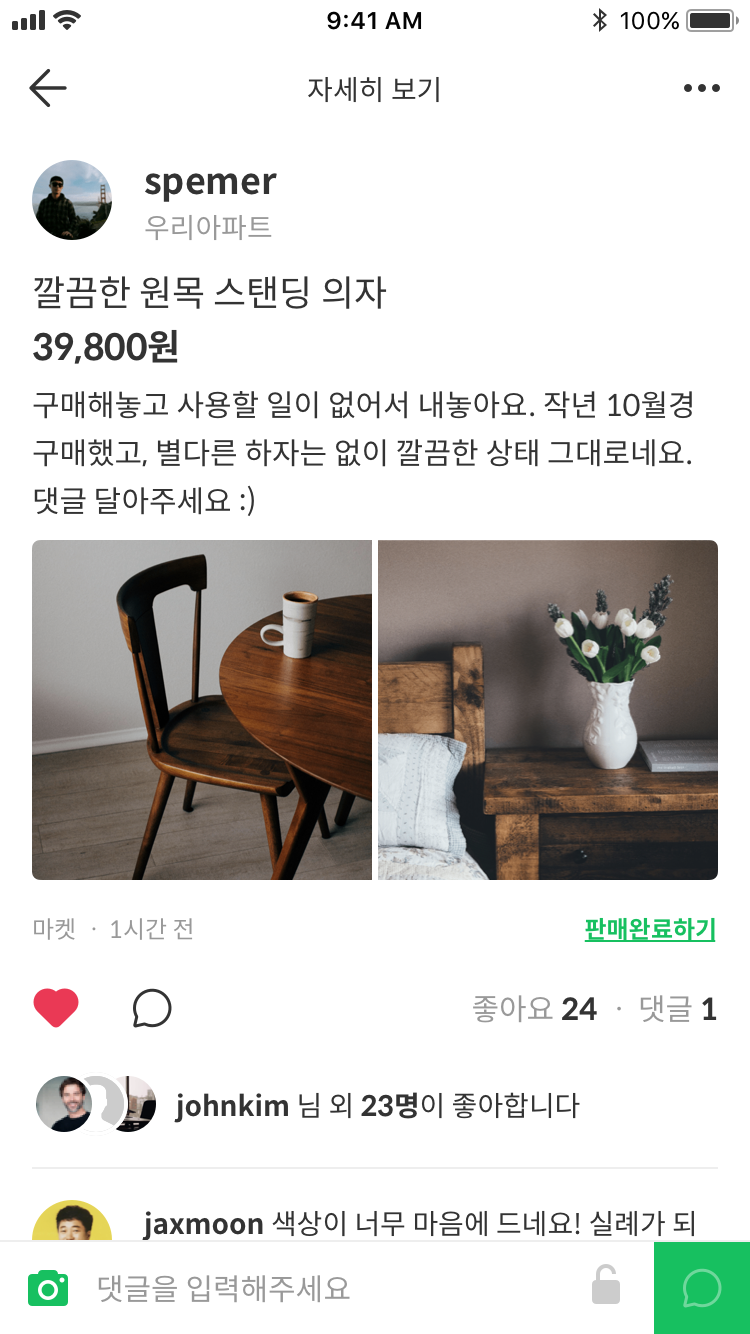 9:41 AM
100%
자세히 보기
spemer
우리아파트
깔끔한 원목 스탠딩 의자
39,800원
구매해놓고 사용할 일이 없어서 내놓아요. 작년 10월경
구매했고, 별다른 하자는 없이 깔끔한 상태 그대로네요.
댓글 달아주세요 :)
마켓 · 1시간 전
판매완료하기
좋아요 24 · 댓글 1
johnkim 님 외 23명이 좋아합니다
jaxmoon 색상이 너무 마음에 드네요! 실례가 되
댓글을 입력해주세요